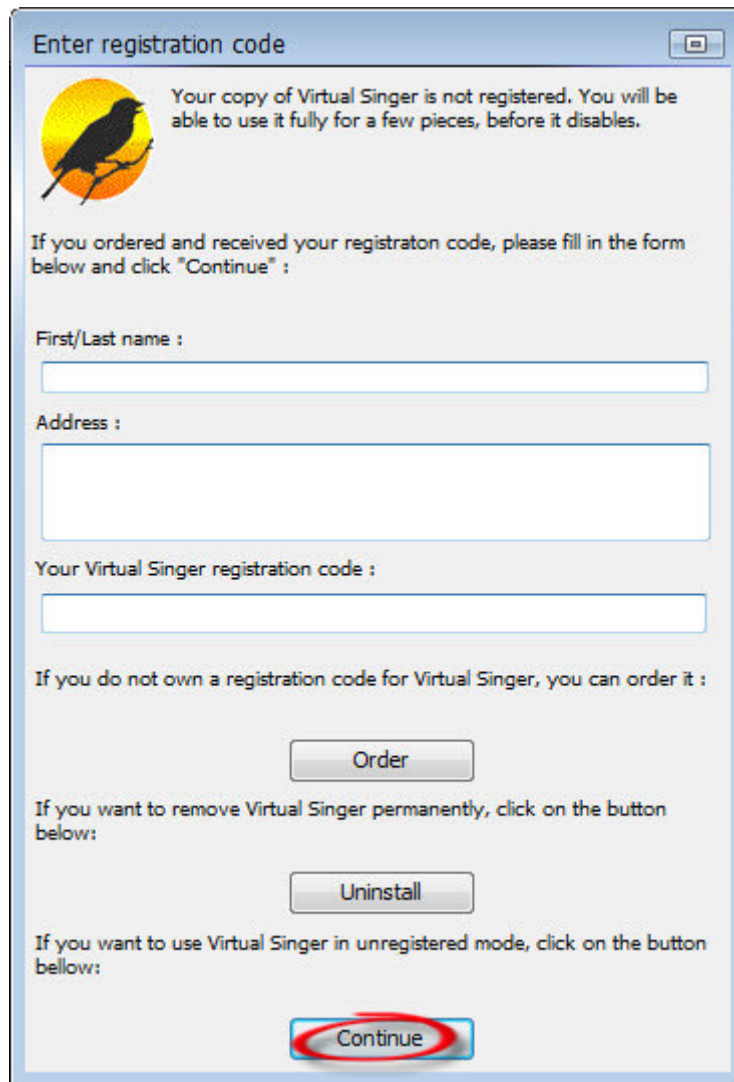 Enter registration code
Your copy of Virtual Singer is not registered. You will be
able to use it fully for a few pieces, before it disables.
If you ordered and received your registraton code, please fill in the form
below and click "Continue" :
First/Last name :
Address :
Your Virtual Singer registration code :
If you do not own a registration code for Virtual Singer, you can order it :
Order
If you want to remove Virtual Singer permanently, click on the button
below:
Uninstall
If you want to use Virtual Singer in unregistered mode, click on the button
bellow:
Continue